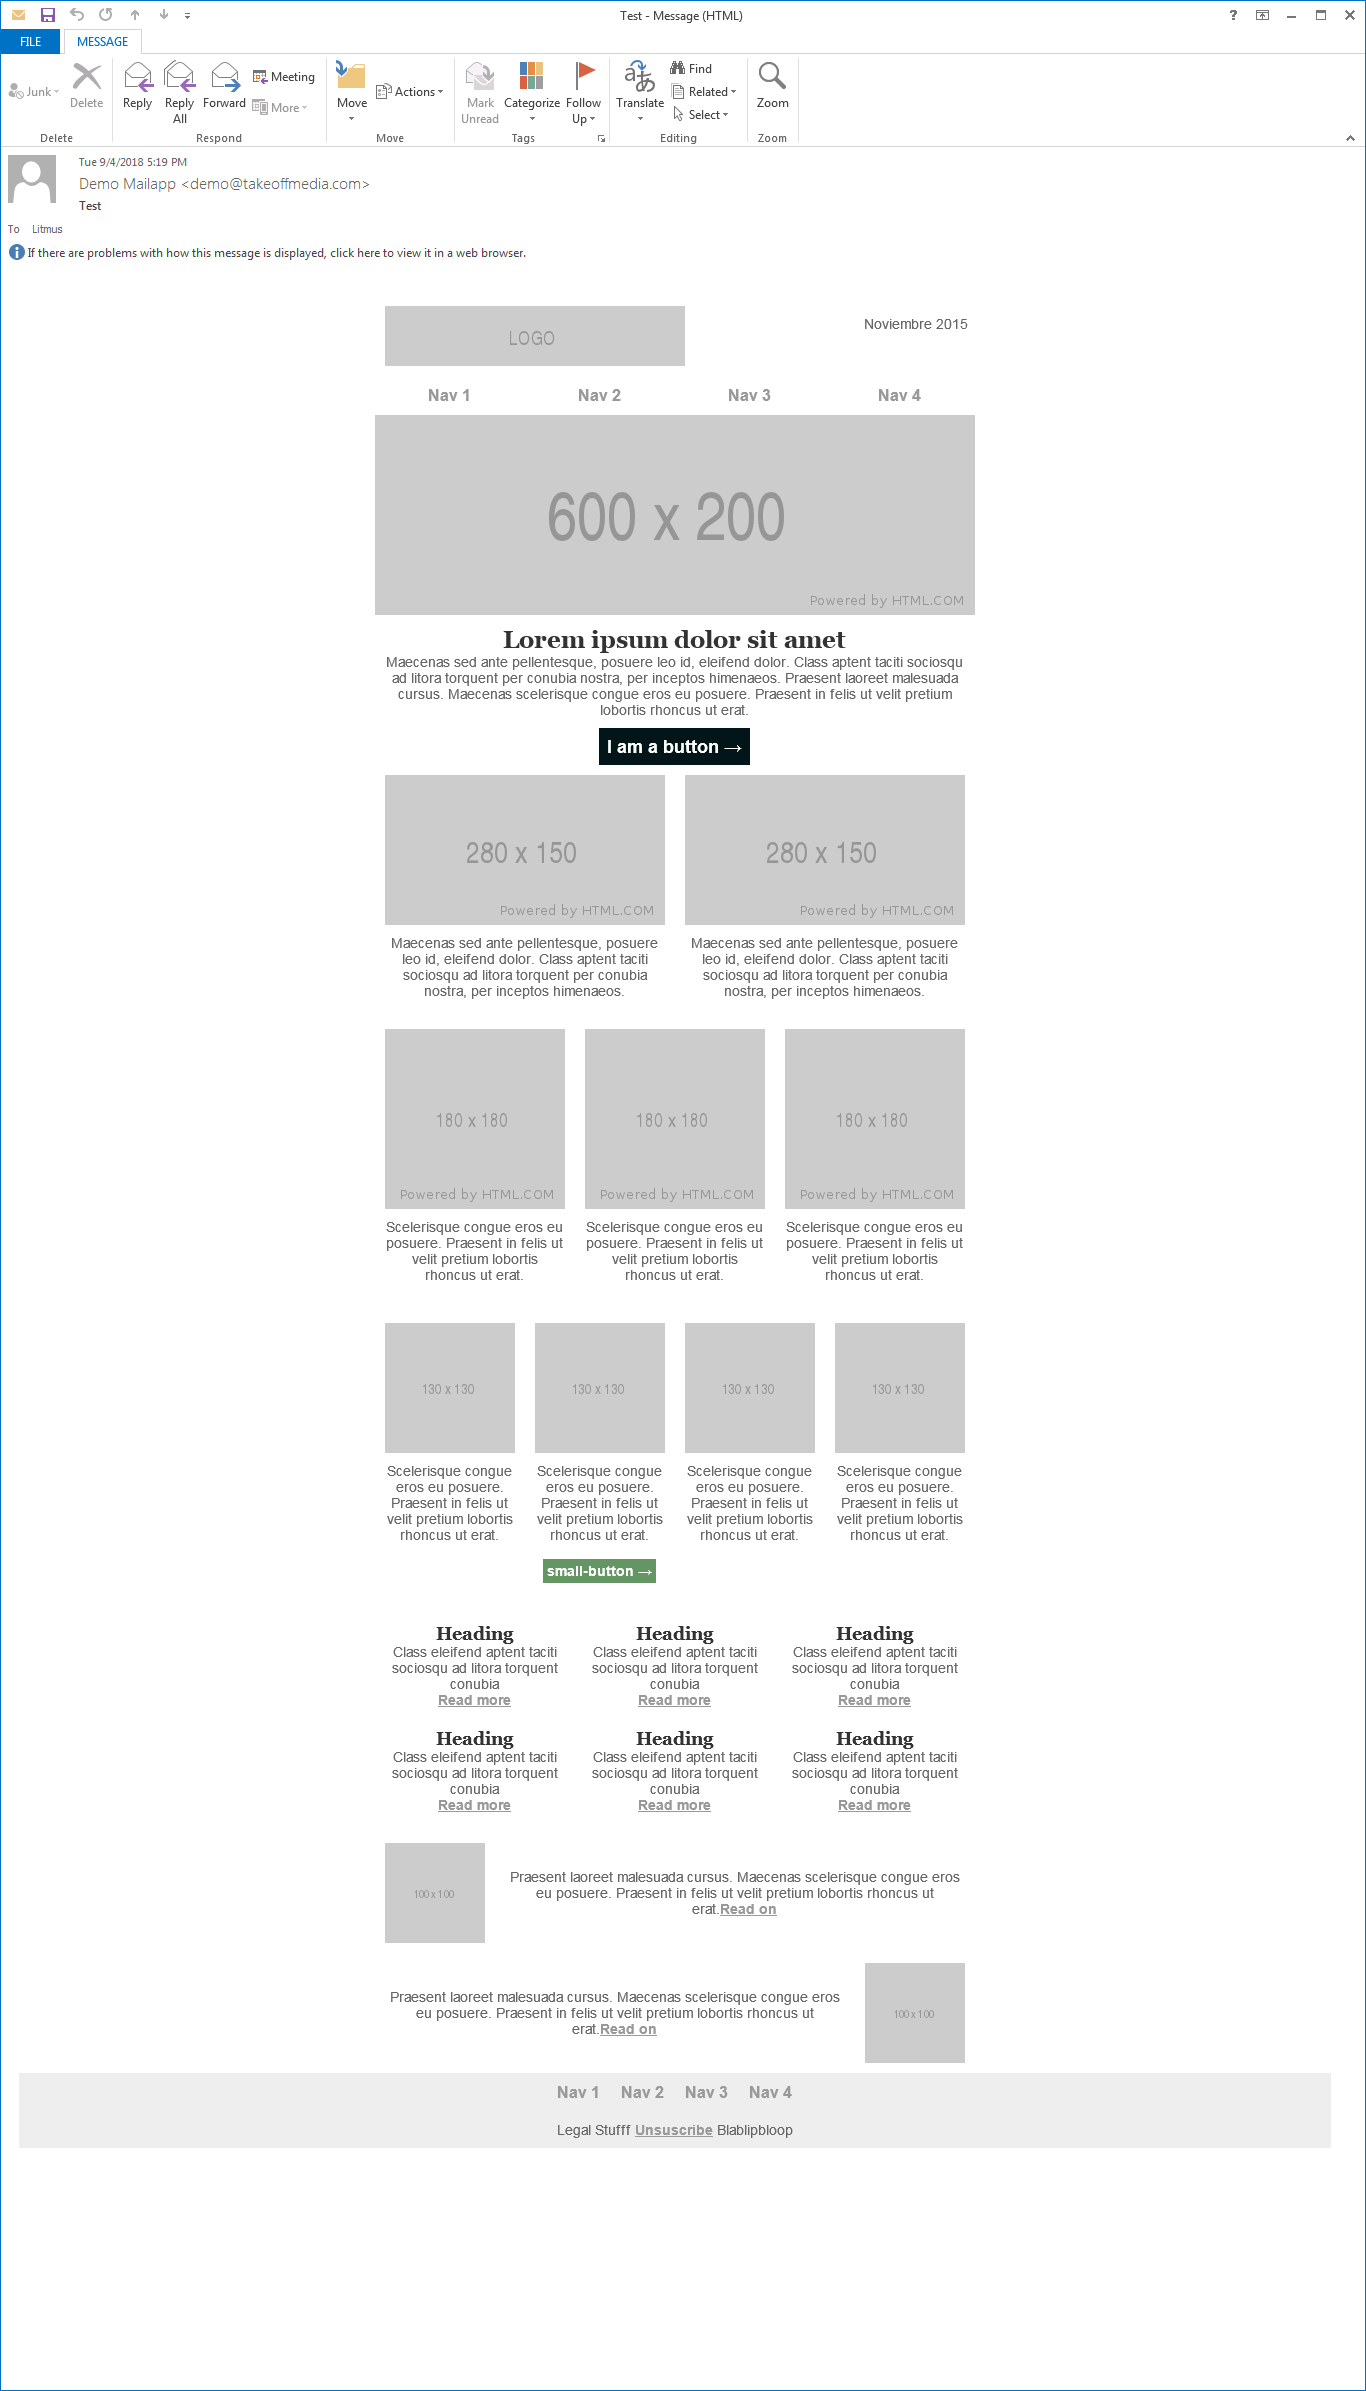 Test - Message (HTML)
FILE MESSAGE
Junk Delete Reply Reply All Forward Meeting More Move Actions Mark Unread Categorize Follow Up Translate Find Related Select Zoom
Delete Respond Move Tags Editing Zoom
Tue 9/4/2018 5:19 PM
Demo Mailapp <demo@takeoffmedia.com>
Test
To Litmus
If there are problems with how this message is displayed, click here to view it in a web browser.
LOGO Noviembre 2015
Nav 1 Nav 2 Nav 3 Nav 4
600 x 200
Powered by HTML.COM
Lorem ipsum dolor sit amet
Maecenas sed ante pellentesque, posuere leo id, eleifend dolor. Class aptent taciti sociosqu
ad litora torquent per conubia nostra, per inceptos himenaeos. Praesent laoreet malesuada
cursus. Maecenas scelerisque congue eros eu posuere. Praesent in felis ut velit pretium
lobortis rhoncus ut erat.
I am a button →
280 x 150
Powered by HTML.COM
Maecenas sed ante pellentesque, posuere
leo id, eleifend dolor. Class aptent taciti
sociosqu ad litora torquent per conubia
nostra, per inceptos himenaeos.
280 x 150
Powered by HTML.COM
Maecenas sed ante pellentesque, posuere
leo id, eleifend dolor. Class aptent taciti
sociosqu ad litora torquent per conubia
nostra, per inceptos himenaeos.
180 x 180
Powered by HTML.COM
Scelerisque congue eros eu
posuere. Praesent in felis ut
velit pretium lobortis
rhoncus ut erat.
180 x 180
Powered by HTML.COM
Scelerisque congue eros eu
posuere. Praesent in felis ut
velit pretium lobortis
rhoncus ut erat.
180 x 180
Powered by HTML.COM
Scelerisque congue eros eu
posuere. Praesent in felis ut
velit pretium lobortis
rhoncus ut erat.
130 x 130
Scelerisque congue
eros eu posuere.
Praesent in felis ut
velit pretium lobortis
rhoncus ut erat.
130 x 130
Scelerisque congue
eros eu posuere.
Praesent in felis ut
velit pretium lobortis
rhoncus ut erat.
small-button →
130 x 130
Scelerisque congue
eros eu posuere.
Praesent in felis ut
velit pretium lobortis
rhoncus ut erat.
130 x 130
Scelerisque congue
eros eu posuere.
Praesent in felis ut
velit pretium lobortis
rhoncus ut erat.
Heading
Class eleifend aptent taciti
sociosqu ad litora torquent
conubia
Read more
Heading
Class eleifend aptent taciti
sociosqu ad litora torquent
conubia
Read more
Heading
Class eleifend aptent taciti
sociosqu ad litora torquent
conubia
Read more
Heading
Class eleifend aptent taciti
sociosqu ad litora torquent
conubia
Read more
Heading
Class eleifend aptent taciti
sociosqu ad litora torquent
conubia
Read more
Heading
Class eleifend aptent taciti
sociosqu ad litora torquent
conubia
Read more
100 x 100
Praesent laoreet malesuada cursus. Maecenas scelerisque congue eros
eu posuere. Praesent in felis ut velit pretium lobortis rhoncus ut
erat.Read on
Praesent laoreet malesuada cursus. Maecenas scelerisque congue eros
eu posuere. Praesent in felis ut velit pretium lobortis rhoncus ut
erat.Read on
100 x 100
Nav 1 Nav 2 Nav 3 Nav 4
Legal Stufff Unsuscribe Blablipbloop